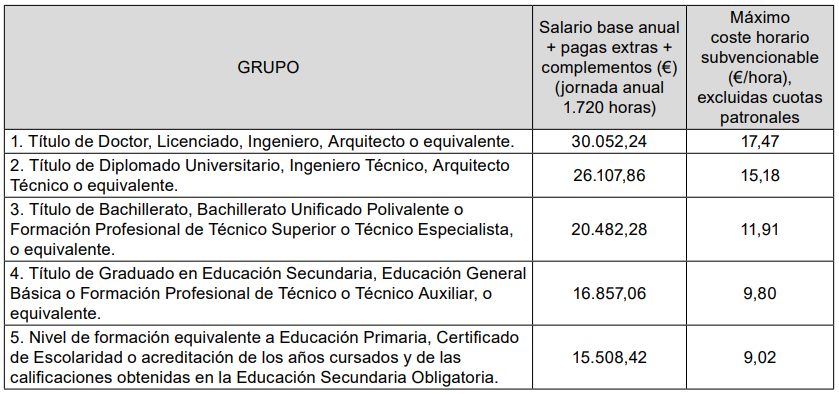 GRUPO
Salario base anual
+ pagas extras +
complementos (€)
(jornada anual
1.720 horas)
Máximo
coste horario
subvencionable
(€/hora),
excluidas cuotas
patronales
1. Título de Doctor, Licenciado, Ingeniero, Arquitecto o equivalente.
30.052,24
17,47
2. Título de Diplomado Universitario, Ingeniero Técnico, Arquitecto
Técnico o equivalente.
26.107,86
15,18
3. Título de Bachillerato, Bachillerato Unificado Polivalente o
Formación Profesional de Técnico Superior o Técnico Especialista,
o equivalente.
20.482,28
11,91
4. Título de Graduado en Educación Secundaria, Educación General
Básica o Formación Profesional de Técnico o Técnico Auxiliar, o
equivalente.
16.857,06
9,80
5. Nivel de formación equivalente a Educación Primaria, Certificado
de Escolaridad o acreditación de los años cursados y de las
calificaciones obtenidas en la Educación Secundaria Obligatoria.
15.508,42
9,02